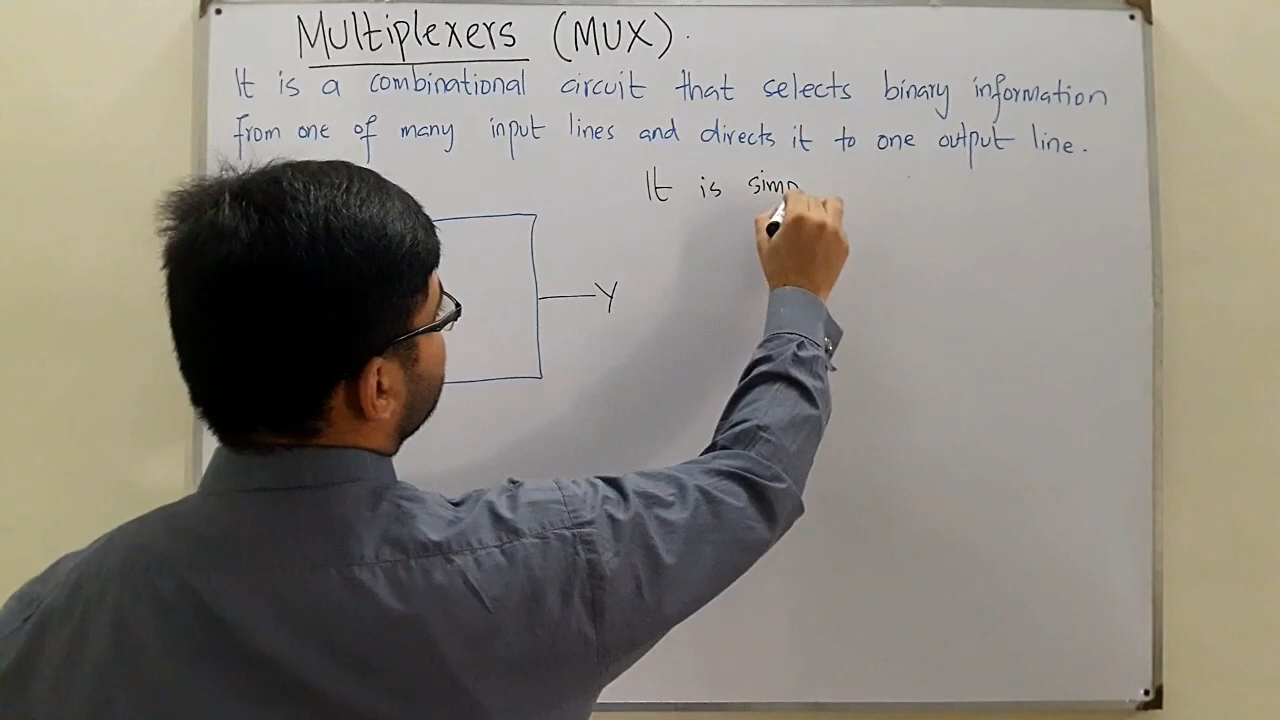 Multiplexers (MUX).
It is a combinational circuit that selects binary information
from one of many input lines and directs it to one output line.
It is simp
Y